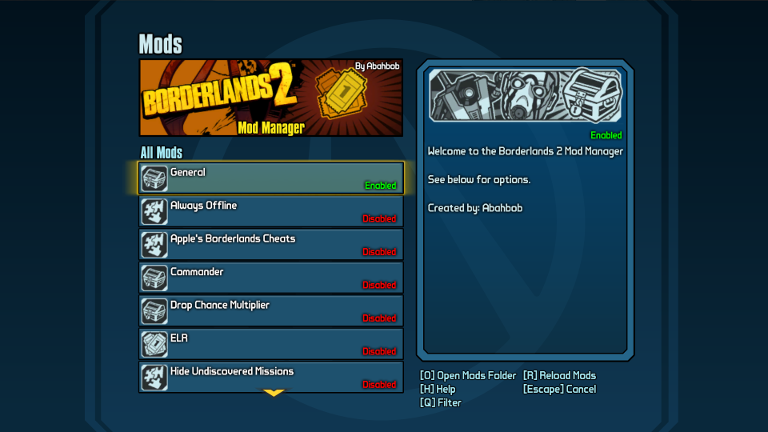 Mods
By Abahbob
BORDERLANDS 2
1
Mod Manager
All Mods
General
Enabled
Always Offline
Disabled
Apple's Borderlands Cheats
Disabled
Commander
Disabled
Drop Chance Multiplier
Disabled
ELR
Disabled
Hide Undiscovered Missions
Disabled
Enabled
Welcome to the Borderlands 2 Mod Manager
See below for options.
Created by: Abahbob
[O] Open Mods Folder [R] Reload Mods
[H] Help [Escape] Cancel
[Q] Filter